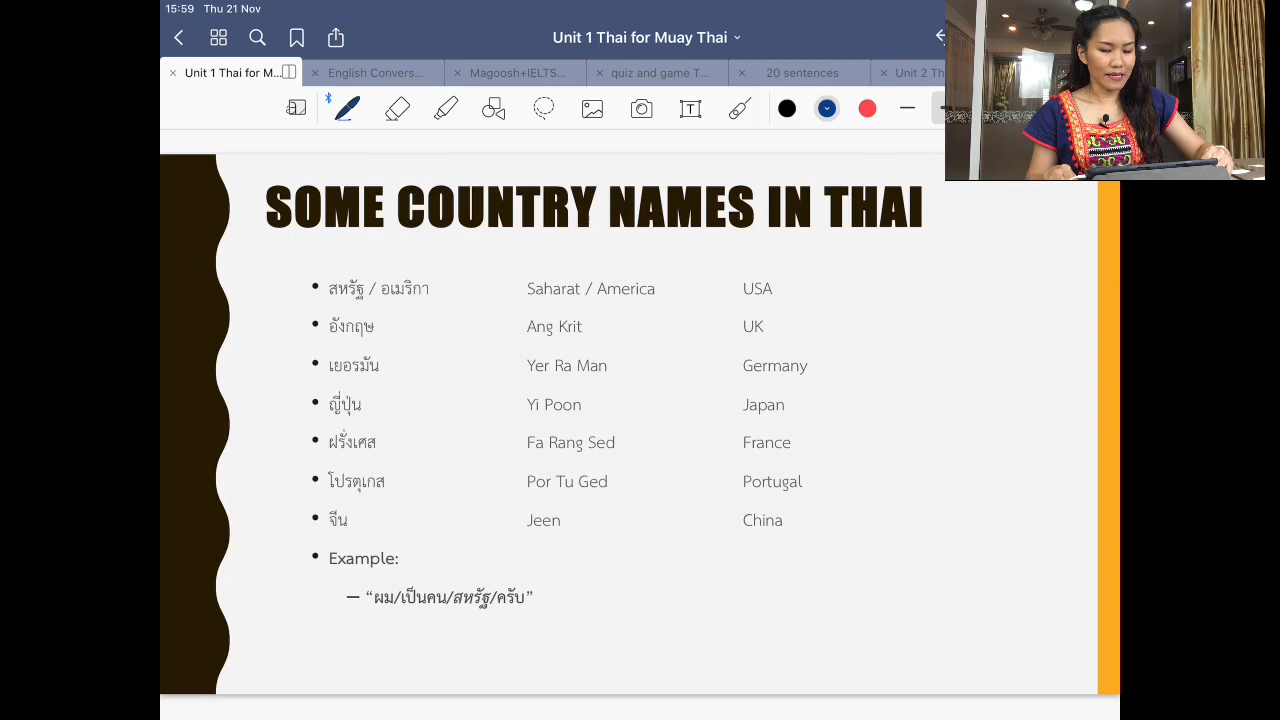 15:59 Thu 21 Nov
Unit 1 Thai for Muay Thai
Unit 1 Thai for M... English Convers... Magoosh+IELTS... quiz and game T... 20 sentences Unit 2 Th
T
SOME COUNTRY NAMES IN THAI
• สหรัฐ / อเมริกา Saharat / America USA
• อังกฤษ Ang Krit UK
• เยอรมัน Yer Ra Man Germany
• ญี่ปุ่น Yi Poon Japan
• ฝรั่งเศส Fa Rang Sed France
• โปรตุเกส Por Tu Ged Portugal
• จีน Jeen China
• Example:
– “ผม/เป็นคน/สหรัฐ/ครับ”